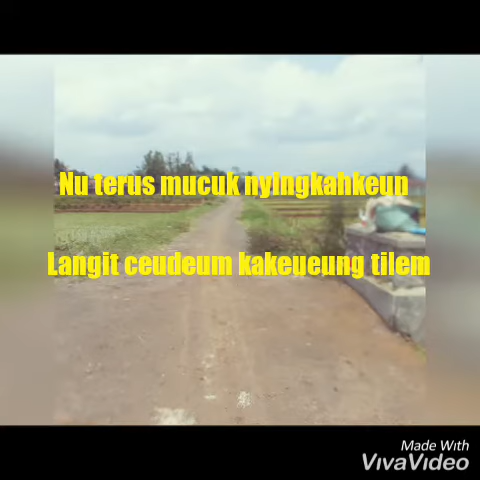 Nu terus mucuk nyingkahkeun
Langit ceudeum kakeueung tilem
Made With
VivaVideo